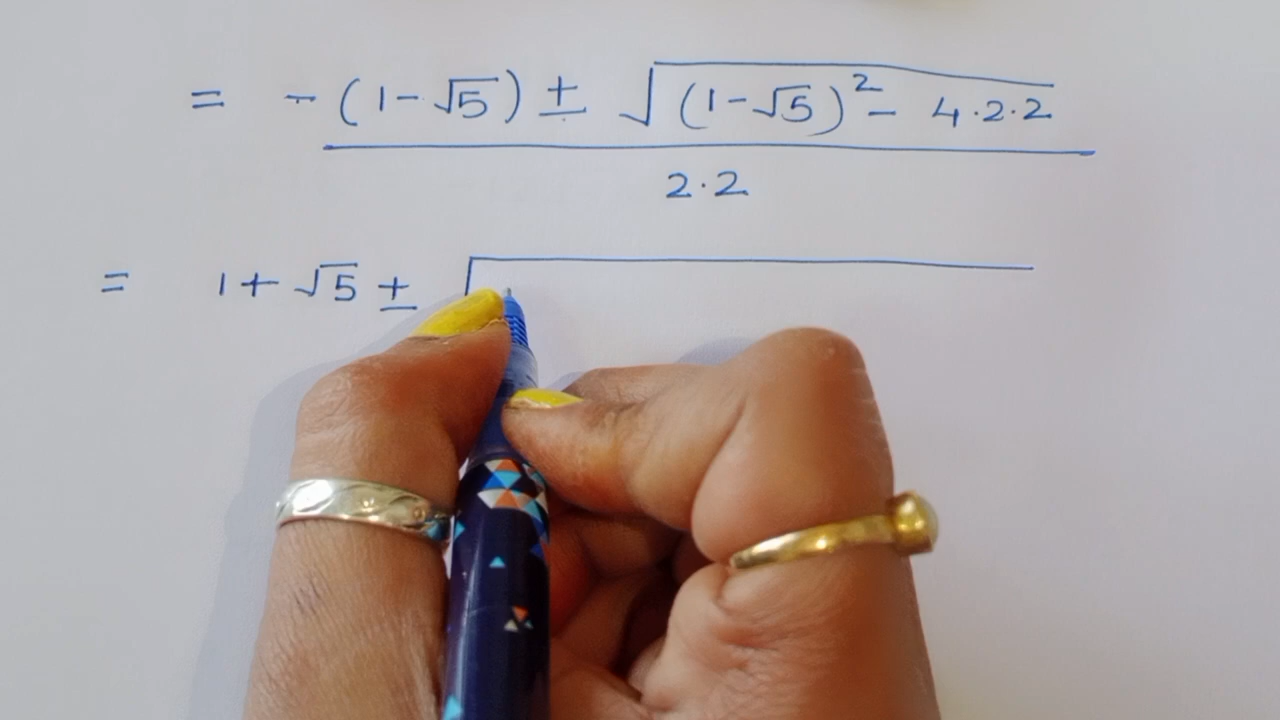 = - (1 - √5) ± √(1 - √5)² - 4.2.2
2.2
= 1 + √5 ± √